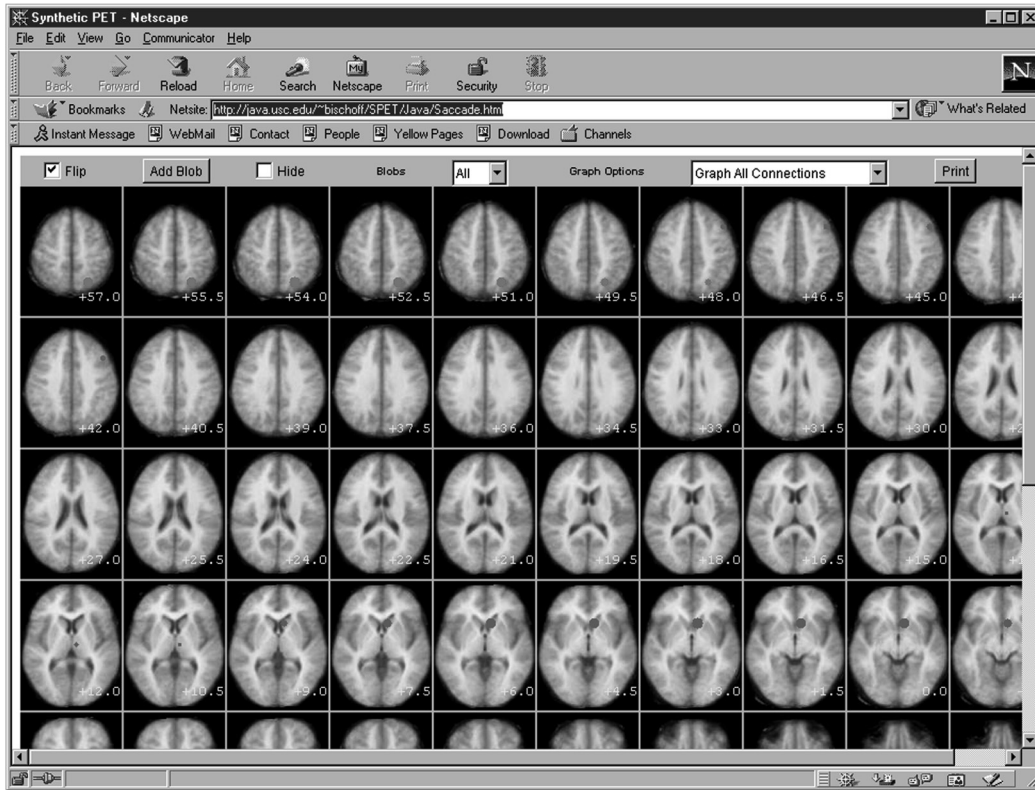 Synthetic PET - Netscape
File Edit View Go Communicator Help
Back Forward Reload Home Search Netscape Print Security Stop
Bookmarks Netsite: http://java.usc.edu/~bischoff/SPET/Java/Saccade.htm What's Related
Instant Message WebMail Contact People Yellow Pages Download Channels
Flip Add Blob Hide Blobs All Graph Options Graph All Connections Print
+57.0 +55.5 +54.0 +52.5 +51.0 +49.5 +48.0 +46.5 +45.0
+42.0 +40.5 +39.0 +37.5 +36.0 +34.5 +33.0 +31.5 +30.0
+27.0 +25.5 +24.0 +22.5 +21.0 +19.5 +18.0 +16.5 +15.0
+12.0 +10.5 +9.0 +7.5 +6.0 +4.5 +3.0 +1.5 0.0